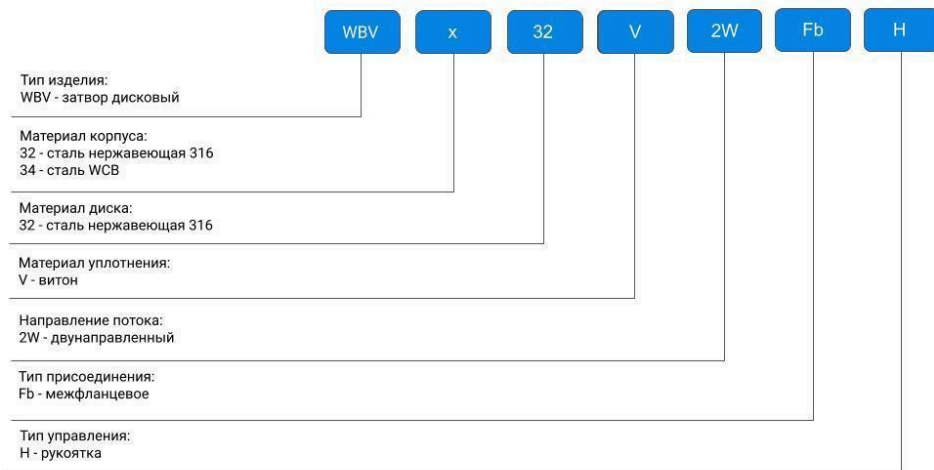 WBV x 32 V 2W Fb H
Тип изделия:
WBV - затвор дисковый
Материал корпуса:
32 - сталь нержавеющая 316
34 - сталь WCB
Материал диска:
32 - сталь нержавеющая 316
Материал уплотнения:
V - витон
Направление потока:
2W - двунаправленный
Тип присоединения:
Fb - межфланцевое
Тип управления:
H - рукоятка